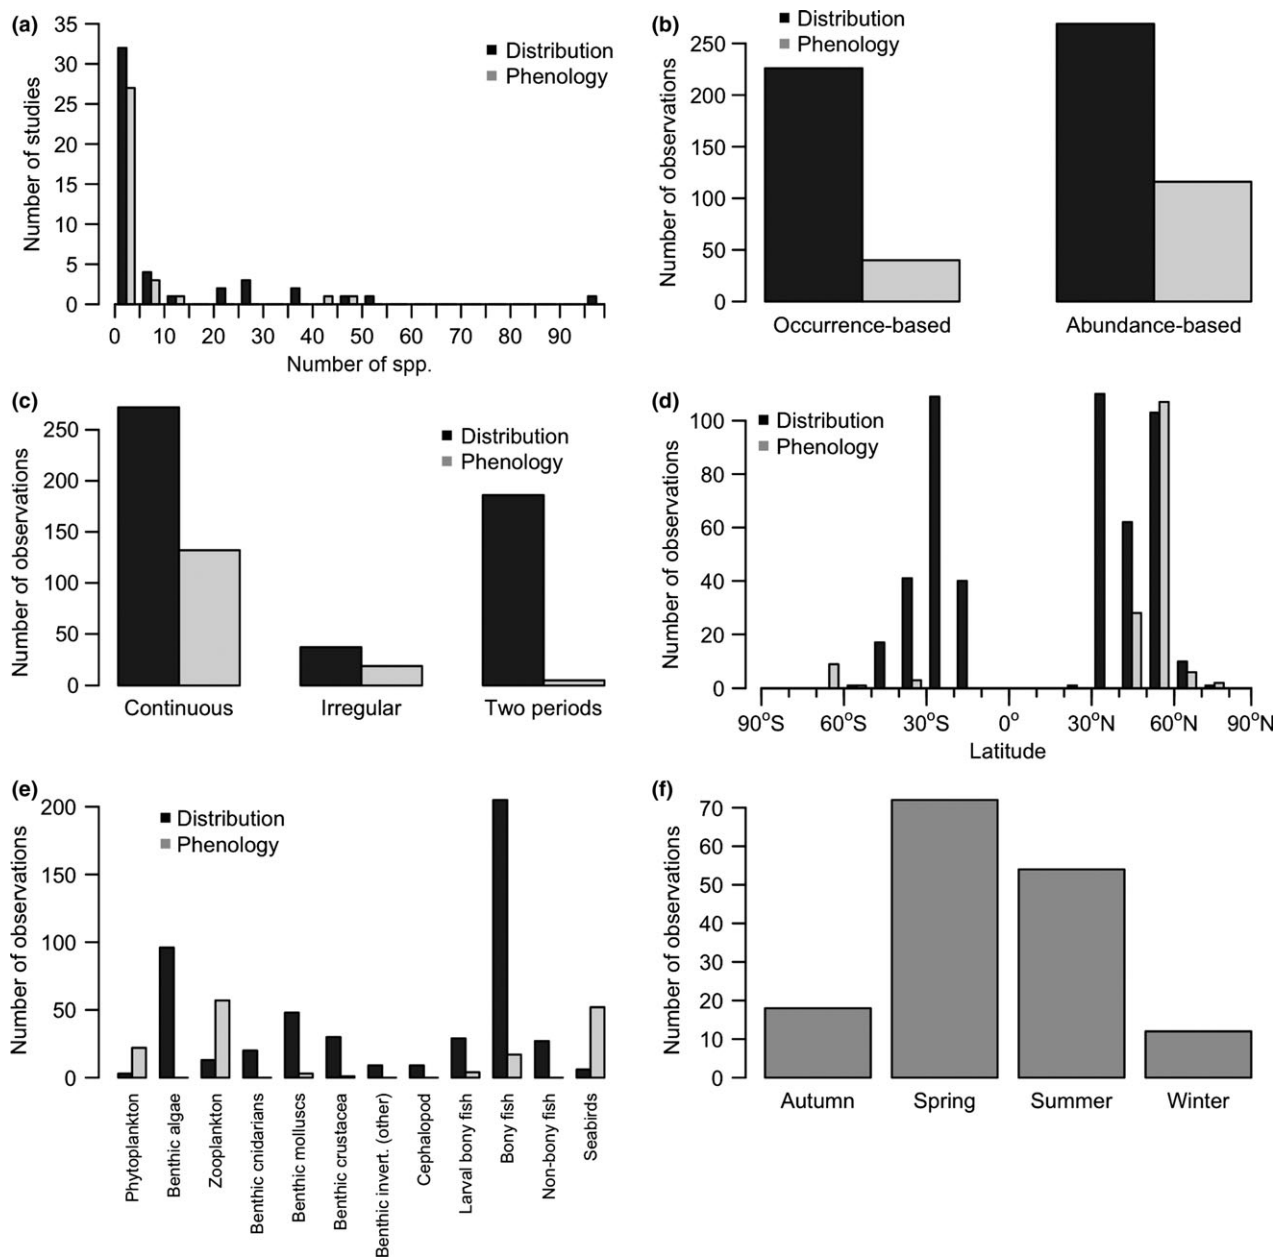 (a)
35
30
25
20
15
10
5
0
Number of studies
Distribution
Phenology
0 10 20 30 40 50 60 70 80 90
Number of spp.
(b)
250
200
150
100
50
0
Number of observations
Distribution
Phenology
Occurrence-based Abundance-based
(c)
250
200
150
100
50
0
Number of observations
Distribution
Phenology
Continuous Irregular Two periods
(d)
100
80
60
40
20
0
Number of observations
Distribution
Phenology
90°S 60°S 30°S 0° 30°N 60°N 90°N
Latitude
(e)
200
150
100
50
0
Number of observations
Distribution
Phenology
Phytoplankton
Benthic algae
Zooplankton
Benthic cnidarians
Benthic molluscs
Benthic crustacea
Benthic invert. (other)
Cephalopod
Larval bony fish
Bony fish
Non-bony fish
Seabirds
(f)
70
60
50
40
30
20
10
0
Number of observations
Autumn Spring Summer Winter